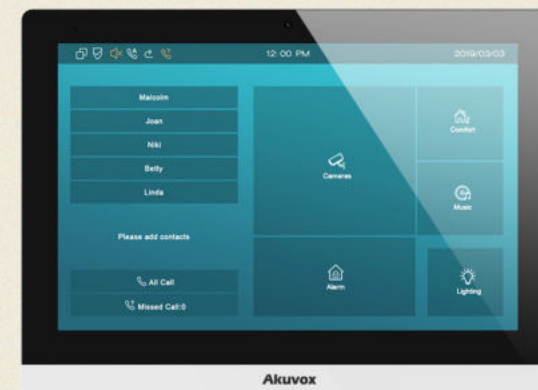 12:00 PM
2019/03/03
Malcolm
Joan
Niki
Betty
Linda
Please add contacts
All Call
Missed Call:0
Cameras
Comfort
Music
Alarm
Lighting
Akuvox